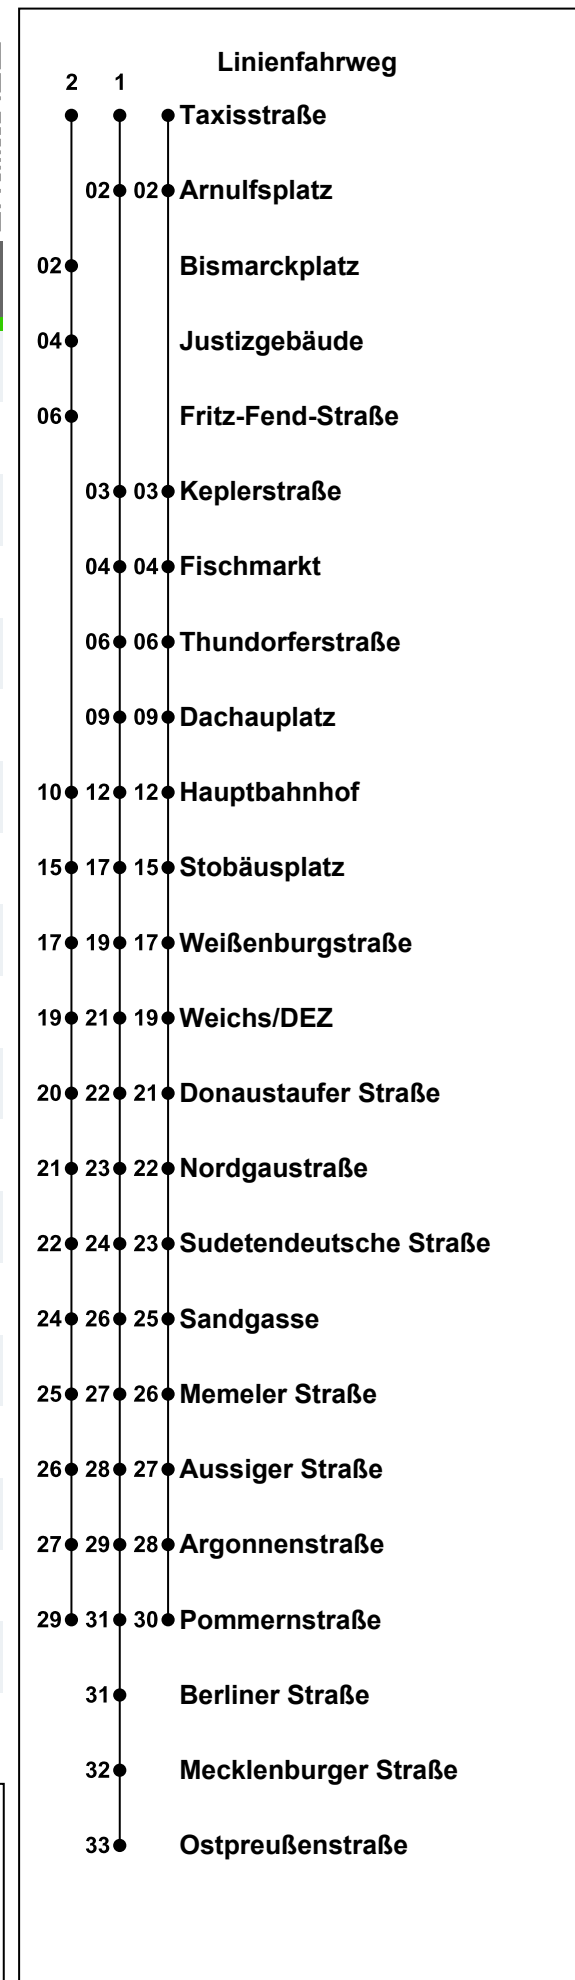 Linienfahrweg
2 1
Taxisstraße
02 02 Arnulfsplatz
02 Bismarckplatz
04 Justizgebäude
06 Fritz-Fend-Straße
03 03 Keplerstraße
04 04 Fischmarkt
06 06 Thundorferstraße
09 09 Dachauplatz
10 12 12 Hauptbahnhof
15 17 15 Stobäusplatz
17 19 17 Weißenburgstraße
19 21 19 Weichs/DEZ
20 22 21 Donaustaufer Straße
21 23 22 Nordgaustraße
22 24 23 Sudetendeutsche Straße
24 26 25 Sandgasse
25 27 26 Memeler Straße
26 28 27 Aussiger Straße
27 29 28 Argonnenstraße
29 31 30 Pommernstraße
31 Berliner Straße
32 Mecklenburger Straße
33 Ostpreußenstraße